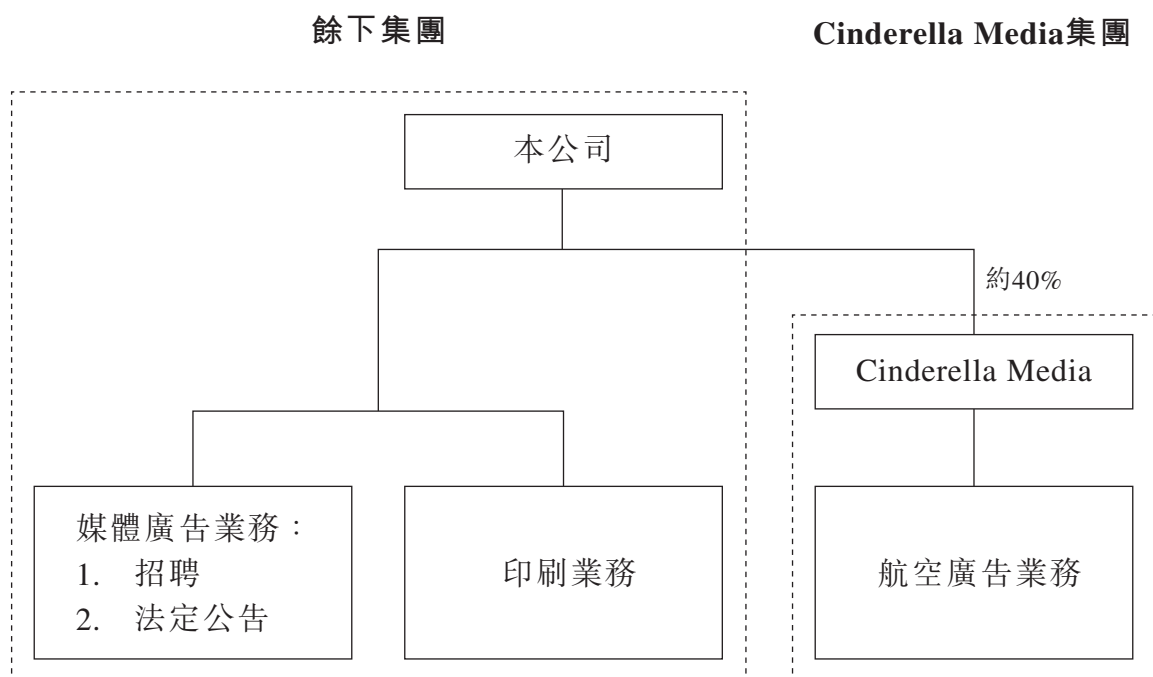 餘下集團
Cinderella Media集團
本公司
約40%
Cinderella Media
媒體廣告業務：
1. 招聘
2. 法定公告
印刷業務
航空廣告業務